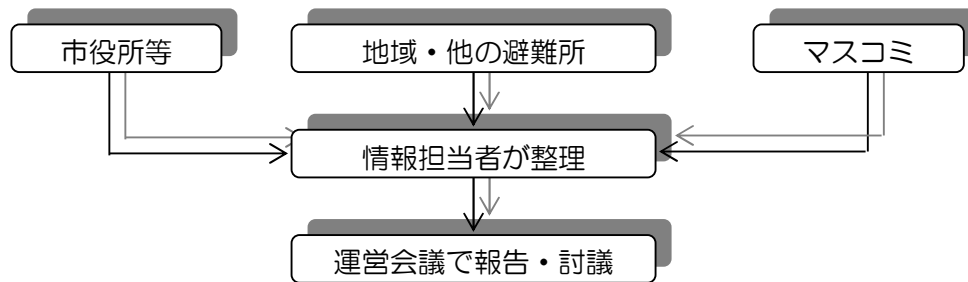 市役所等
地域・他の避難所
マスコミ
情報担当者が整理
運営会議で報告・討議